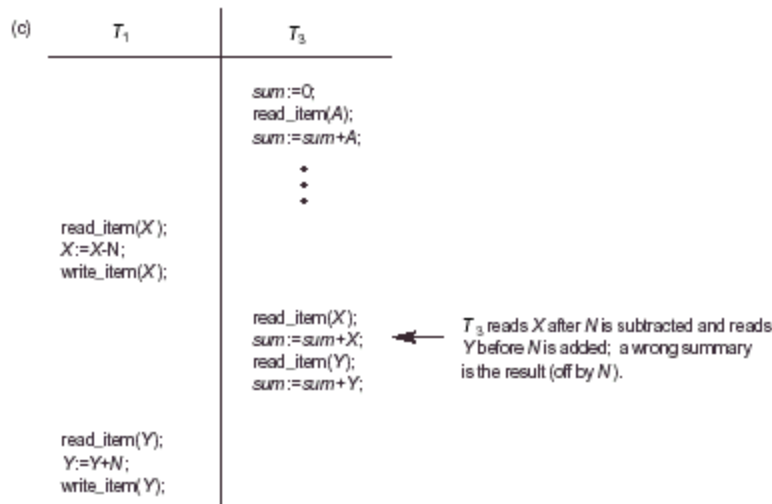 (c)
T1 T3
sum:=0;
read_item(A);
sum:=sum+A;
read_item(X);
X:=X-N;
write_item(X);
read_item(X);
sum:=sum+X;
read_item(Y);
sum:=sum+Y;
T3 reads X after N is subtracted and reads
Y before N is added; a wrong summary
is the result (off by N).
read_item(Y);
Y:=Y+N;
write_item(Y);